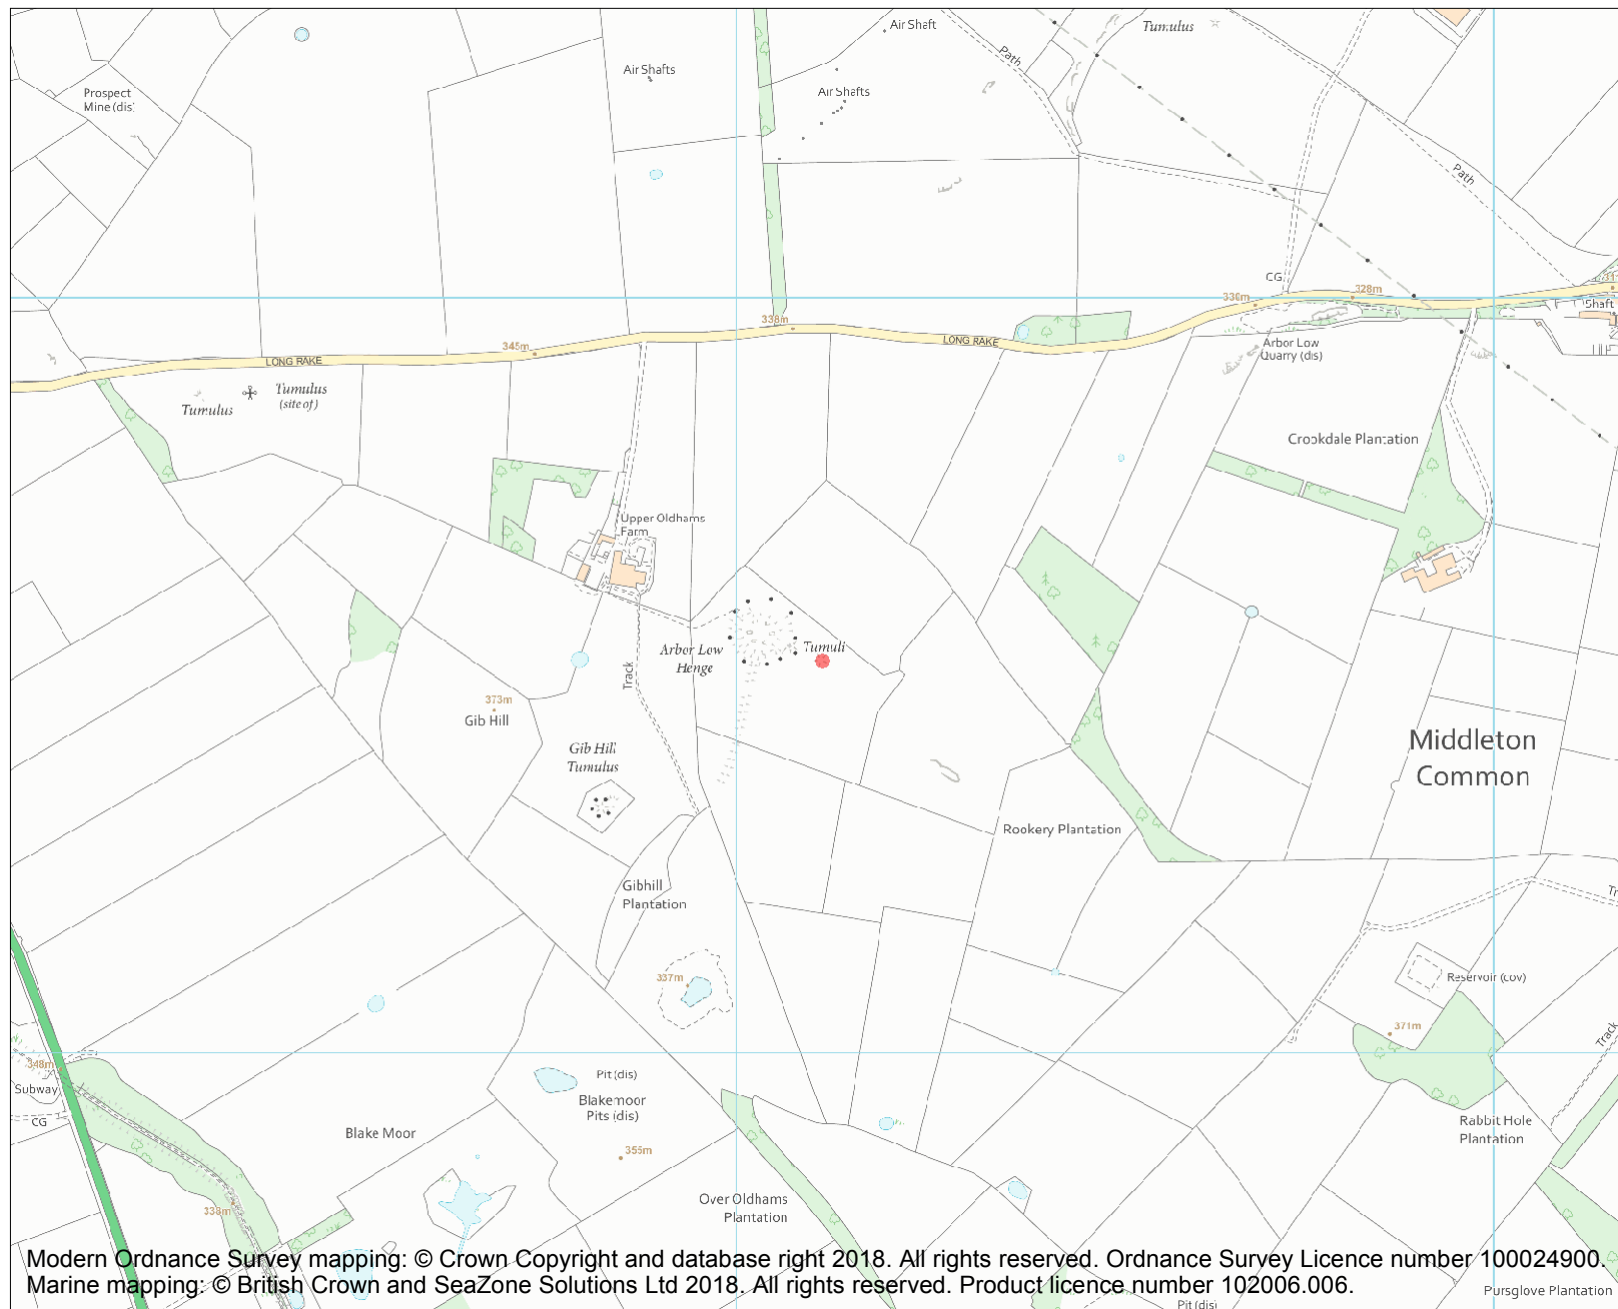 Air Shaft
Tumulus
Path
Air Shafts
Air Shafts
Prospect
Mine (dis)
Path
CG
328m
330m
Shaft
338m
LONG RAKE
345m
LONG RAKE
Arbor Low
Quarry (dis)
Tumulus
(site of)
Tumulus
Crookdale Plantation
Upper Oldhams
Farm
Tumuli
Arbor Low
Henge
Track
373m
Gib Hill
Gib Hill
Tumulus
Middleton
Common
Rookery Plantation
Gibhill
Plantation
337m
Reservoir (cov)
371m
Track
348m
Subway
CG
Pit (dis)
Blakemoor
Pits (dis)
Blake Moor
355m
Rabbit Hole
Plantation
Over Oldhams
Plantation
338m
Modern Ordnance Survey mapping: © Crown Copyright and database right 2018. All rights reserved. Ordnance Survey Licence number 100024900.
Marine mapping: © British Crown and SeaZone Solutions Ltd 2018. All rights reserved. Product licence number 102006.006.
Pursglove Plantation
Pit (dis)